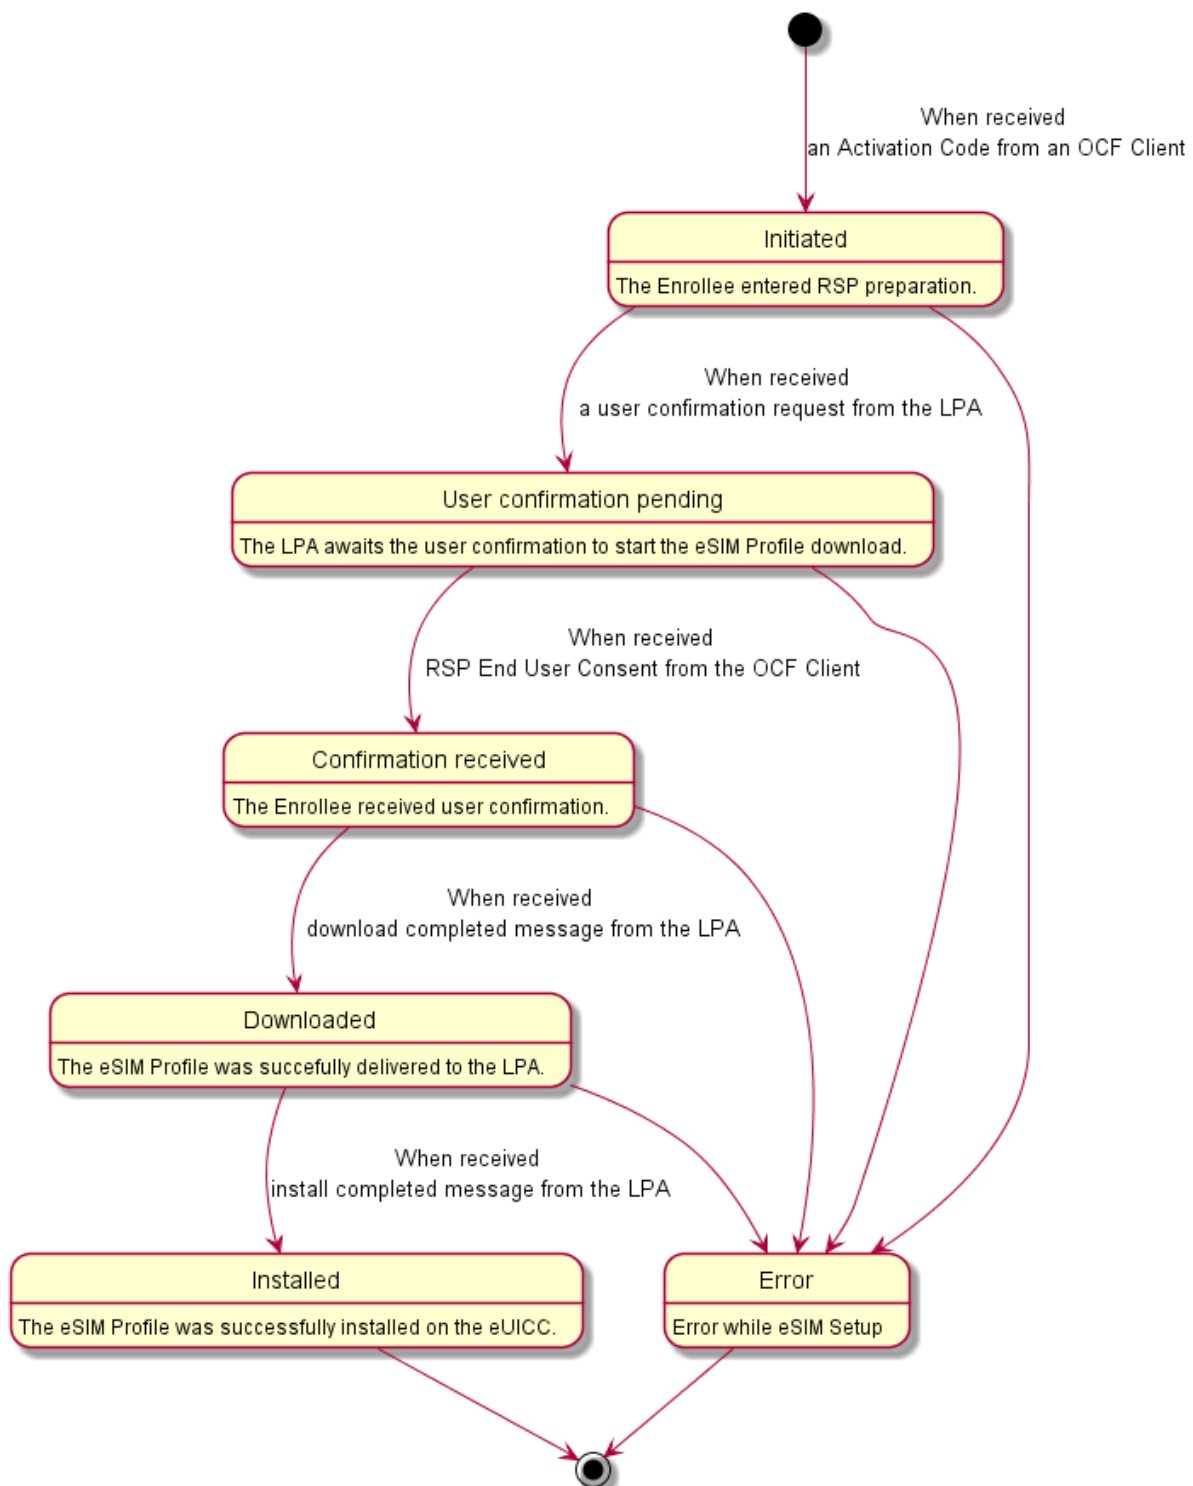 When received
an Activation Code from an OCF Client
Initiated
The Enrollee entered RSP preparation.
When received
a user confirmation request from the LPA
User confirmation pending
The LPA awaits the user confirmation to start the eSIM Profile download.
When received
RSP End User Consent from the OCF Client
Confirmation received
The Enrollee received user confirmation.
When received
download completed message from the LPA
Downloaded
The eSIM Profile was succefully delivered to the LPA.
When received
install completed message from the LPA
Installed
The eSIM Profile was successfully installed on the eUICC.
Error
Error while eSIM Setup